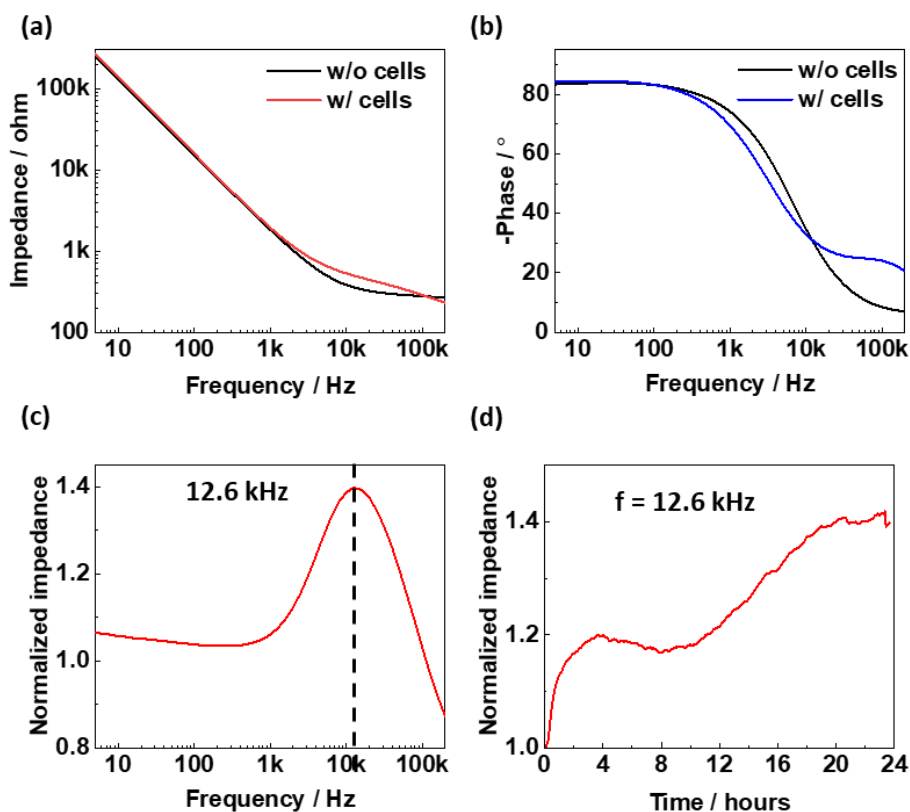 (a)
w/o cells
w/ cells
Impedance / ohm
100k
10k
1k
100
10
100
1k
10k
100k
Frequency / Hz
(b)
w/o cells
w/ cells
-Phase / °
80
60
40
20
0
10
100
1k
10k
100k
Frequency / Hz
(c)
12.6 kHz
Normalized impedance
1.4
1.2
1.0
0.8
10
100
1k
10k
100k
Frequency / Hz
(d)
f = 12.6 kHz
Normalized impedance
1.4
1.2
1.0
0
4
8
12
16
20
24
Time / hours